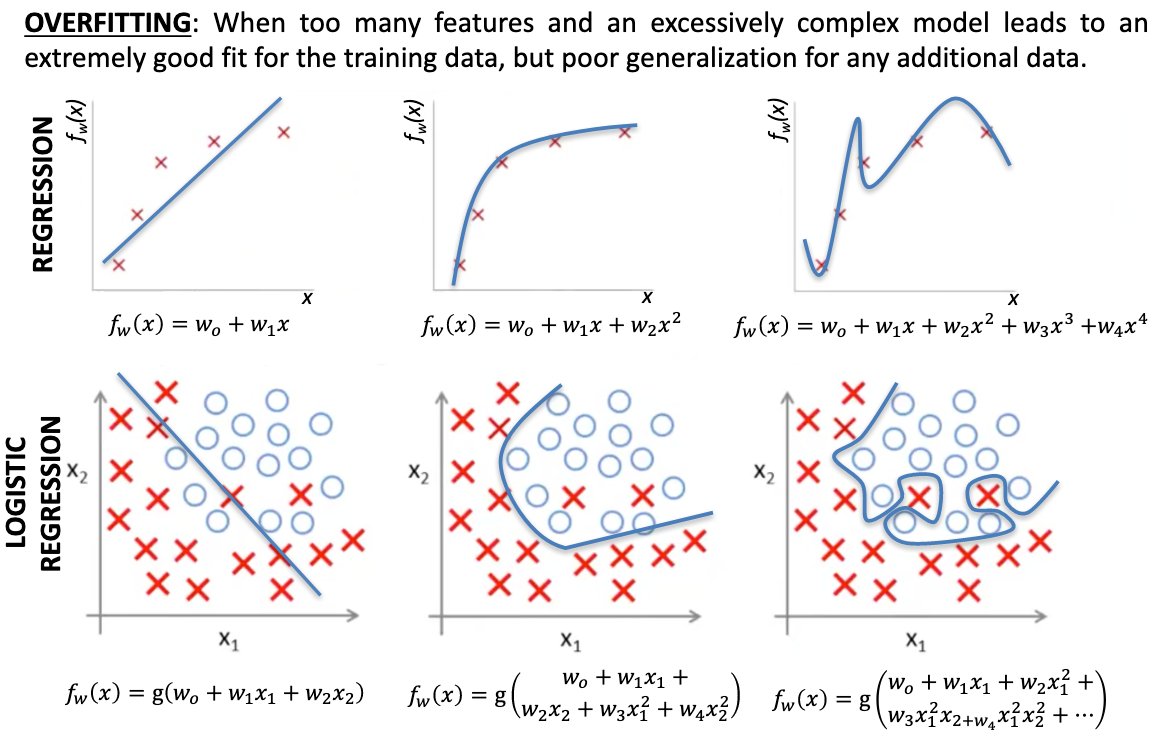 OVERFITTING: When too many features and an excessively complex model leads to an
extremely good fit for the training data, but poor generalization for any additional data.
REGRESSION
f_w(x)
x
f_w(x) = w_o + w_1x
f_w(x)
x
f_w(x) = w_o + w_1x + w_2x^2
f_w(x)
x
f_w(x) = w_o + w_1x + w_2x^2 + w_3x^3 +w_4x^4
LOGISTIC
REGRESSION
x_2
x_1
f_w(x) = g(w_o + w_1x_1 + w_2x_2)
x_2
x_1
f_w(x) = g(w_o + w_1x_1 +
w_2x_2 + w_3x_1^2 + w_4x_2^2)
x_2
x_1
f_w(x) = g(w_o + w_1x_1 + w_2x_1^2 +
w_3x_1^2x_{2+w_4}x_1^2x_2^2 + ⋯)